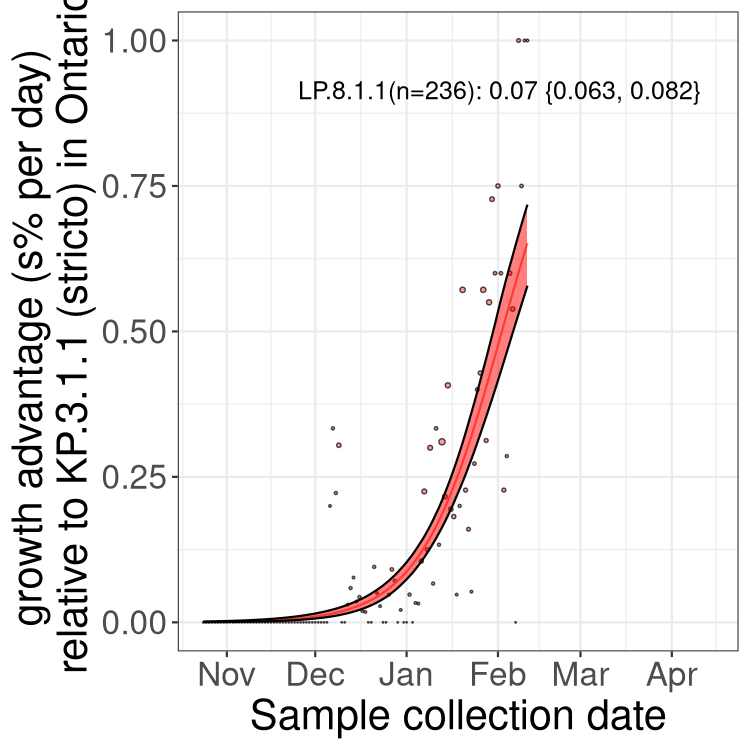 growth advantage (s% per day)
relative to KP.3.1.1 (stricto) in Ontario
1.00
0.75
0.50
0.25
0.00
LP.8.1.1(n=236): 0.07 {0.063, 0.082}
Nov Dec Jan Feb Mar Apr
Sample collection date